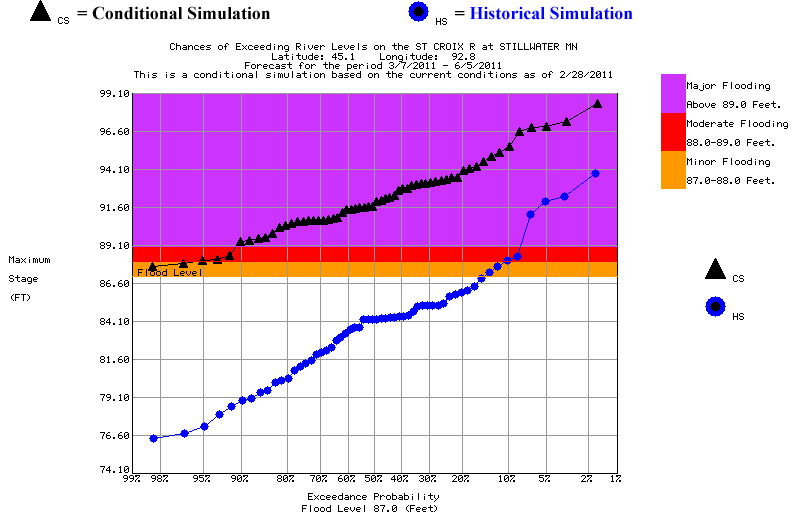 CS = Conditional Simulation HS = Historical Simulation
Chances of Exceeding River Levels on the ST CROIX R at STILLWATER MN
Latitude: 45.1 Longitude: 92.8
Forecast for the period 3/7/2011 - 6/5/2011
This is a conditional simulation based on the current conditions as of 2/28/2011
99.10
96.60
94.10
91.60
89.10
86.60
84.10
81.60
79.10
76.60
74.10
Maximum
Stage
(FT)
Flood Level
Major Flooding
Above 89.0 Feet.
Moderate Flooding
88.0-89.0 Feet.
Minor Flooding
87.0-88.0 Feet.
CS
HS
99% 98% 95% 90% 80% 70% 60% 50% 40% 30% 20% 10% 5% 2% 1%
Exceedance Probability
Flood Level 87.0 (Feet)